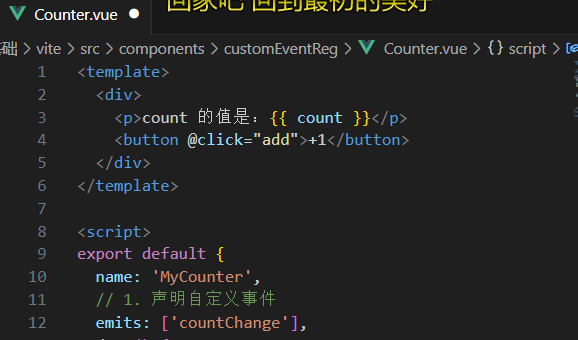 回家吧 回到最初的美好
Counter.vue
基础 > vite > src > components > customEventReg > Counter.vue > {} script >
1 <template>
2 <div>
3 <p>count 的值是：{{ count }}</p>
4 <button @click="add">+1</button>
5 </div>
6 </template>
7
8 <script>
9 export default {
10 name: 'MyCounter',
11 // 1. 声明自定义事件
12 emits: ['countChange'],